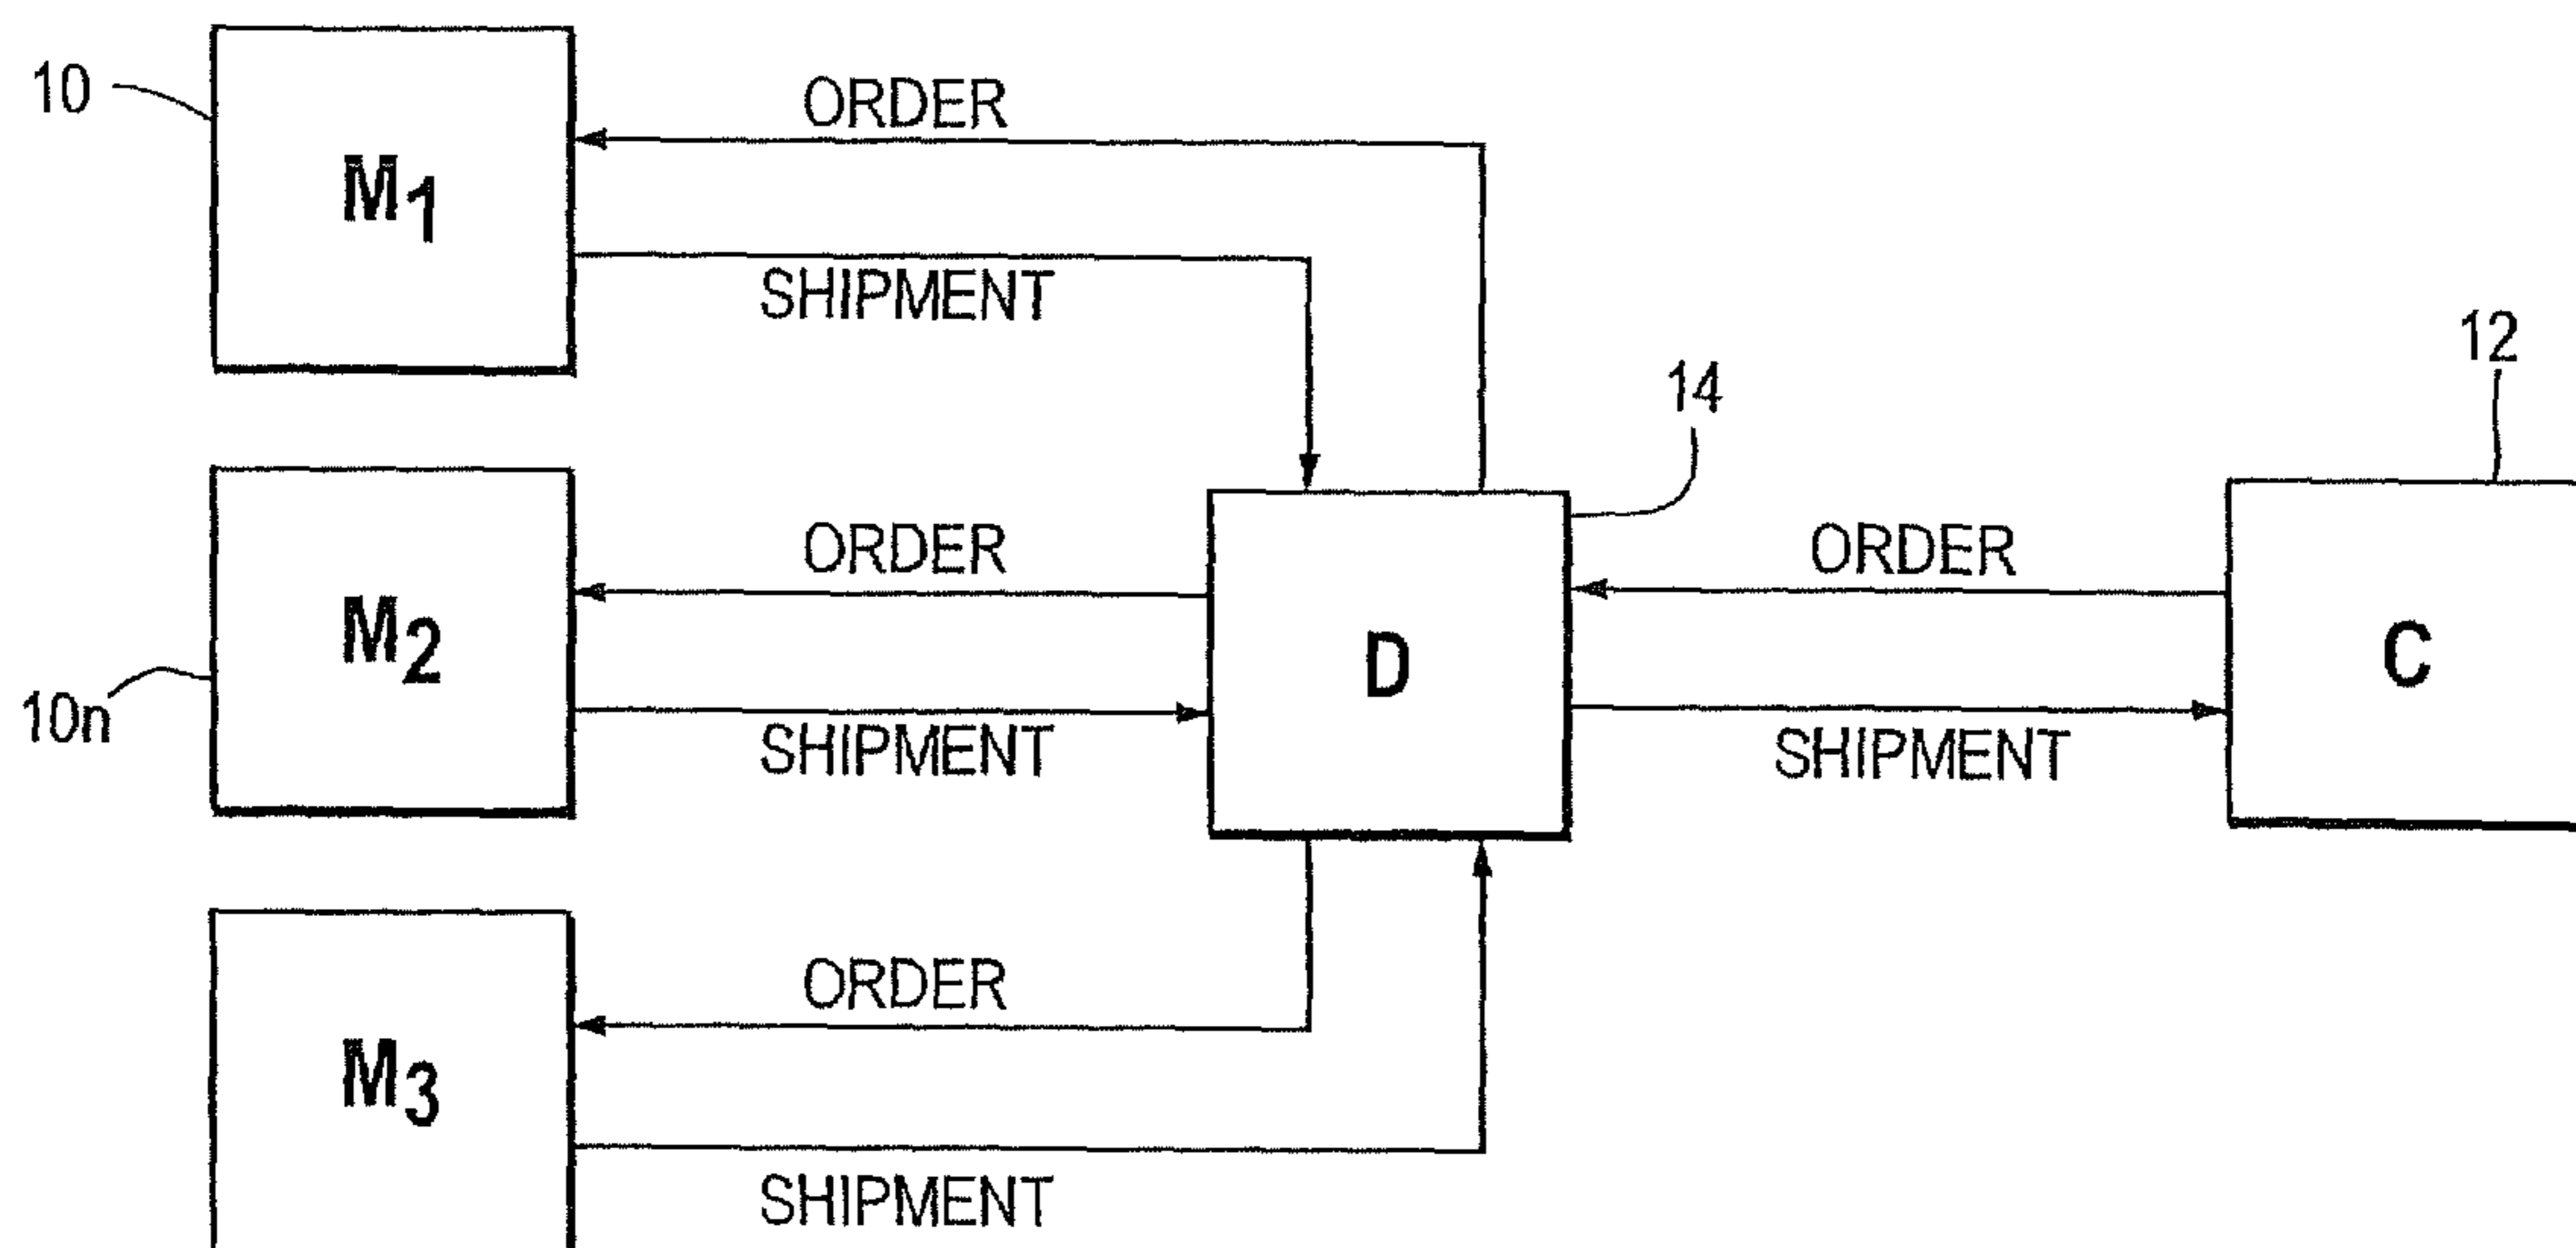 10
ORDER
M1
SHIPMENT
12
14
ORDER
ORDER
M2
D
C
10n
SHIPMENT
SHIPMENT
ORDER
M3
SHIPMENT